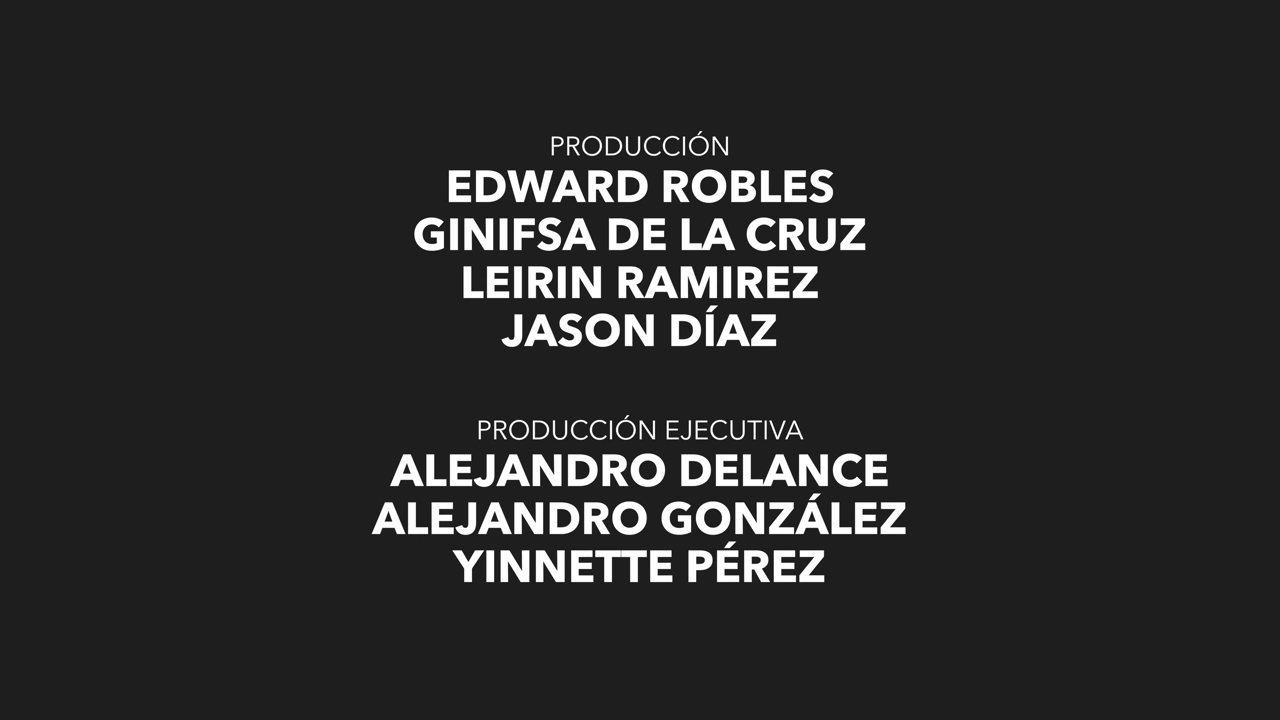 PRODUCCIÓN
EDWARD ROBLES
GINIFSA DE LA CRUZ
LEIRIN RAMIREZ
JASON DÍAZ
PRODUCCIÓN EJECUTIVA
ALEJANDRO DELANCE
ALEJANDRO GONZÁLEZ
YINNETTE PÉREZ